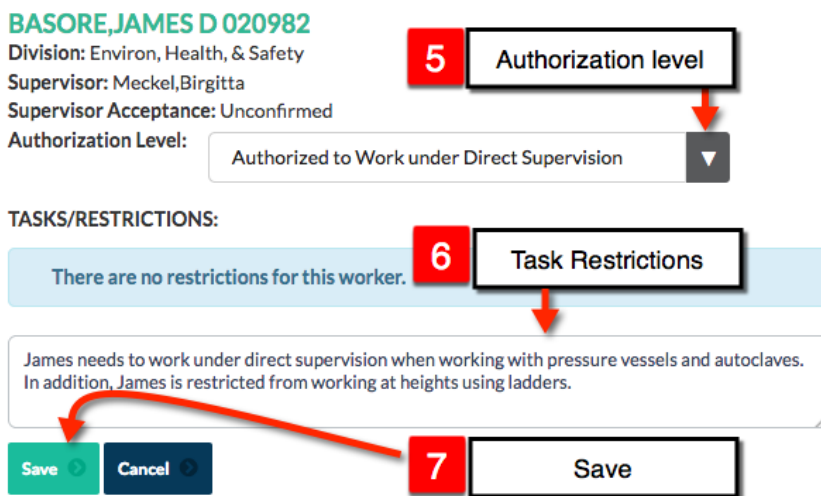 BASORE,JAMES D 020982
Division: Environ, Health, & Safety
Supervisor: Meckel,Birgitta
Supervisor Acceptance: Unconfirmed
Authorization Level:
Authorized to Work under Direct Supervision
5
Authorization level
TASKS/RESTRICTIONS:
There are no restrictions for this worker.
6
Task Restrictions
James needs to work under direct supervision when working with pressure vessels and autoclaves.
In addition, James is restricted from working at heights using ladders.
Save
Cancel
7
Save